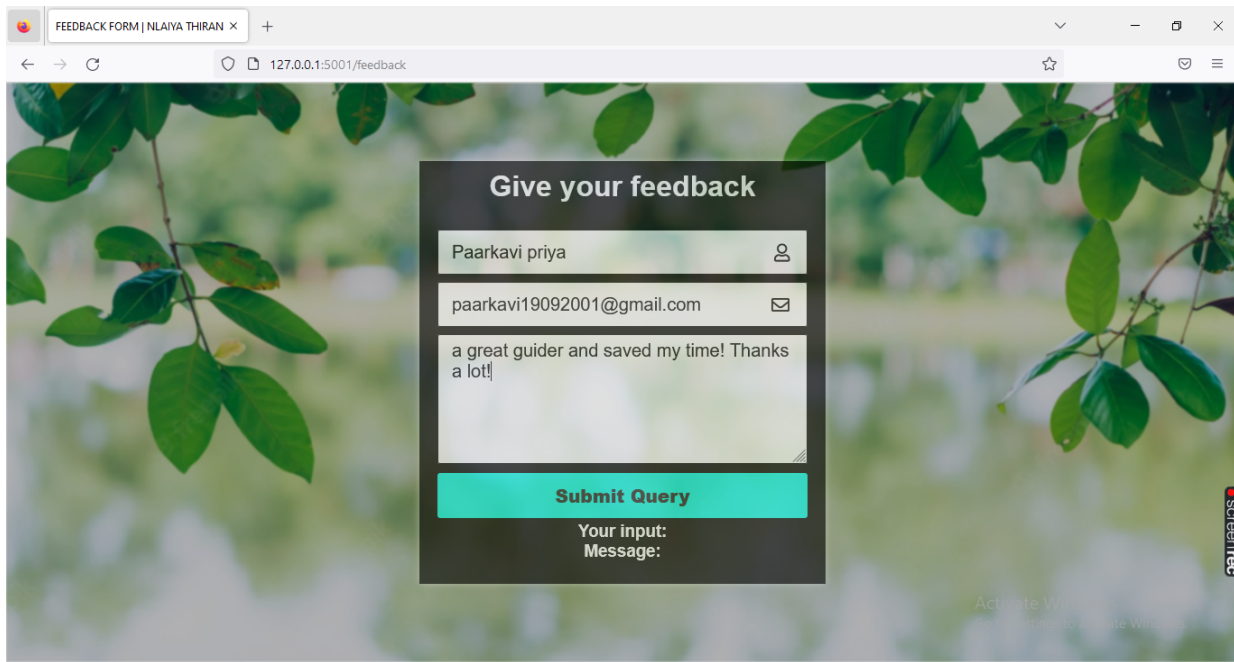 FEEDBACK FORM | NLAIYA THIRAN
127.0.0.1:5001/feedback
Give your feedback
Paarkavi priya
paarkavi19092001@gmail.com
a great guider and saved my time! Thanks
a lot!
Submit Query
Your input:
Message:
screenrec
Activate